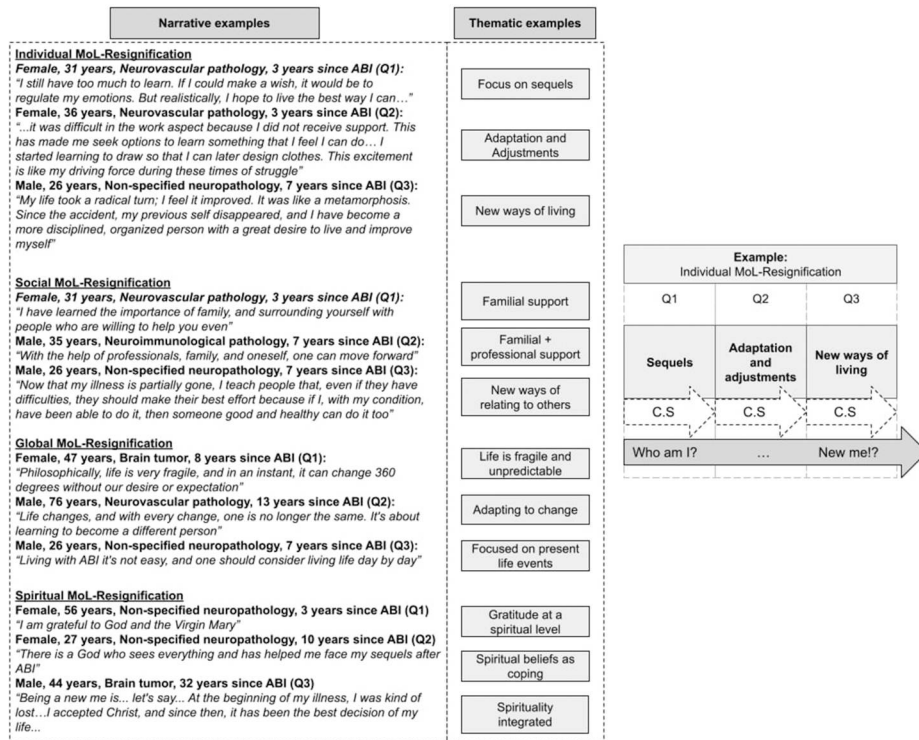 Narrative examples
Thematic examples
Individual MoL-Resignification
Female, 31 years, Neurovascular pathology, 3 years since ABI (Q1):
“I still have too much to learn. If I could make a wish, it would be to
regulate my emotions. But realistically, I hope to live the best way I can…”
Focus on sequels
Female, 36 years, Neurovascular pathology, 3 years since ABI (Q2):
“...it was difficult in the work aspect because I did not receive support. This
has made me seek options to learn something that I feel I can do… I
started learning to draw so that I can later design clothes. This excitement
is like my driving force during these times of struggle”
Adaptation and
Adjustments
Male, 26 years, Non-specified neuropathology, 7 years since ABI (Q3):
“My life took a radical turn; I feel it improved. It was like a metamorphosis.
Since the accident, my previous self disappeared, and I have become a
more disciplined, organized person with a great desire to live and improve
myself”
New ways of living
Social MoL-Resignification
Female, 31 years, Neurovascular pathology, 3 years since ABI (Q1):
“I have learned the importance of family, and surrounding yourself with
people who are willing to help you even”
Familial support
Male, 35 years, Neuroimmunological pathology, 7 years since ABI (Q2):
“With the help of professionals, family, and oneself, one can move forward”
Familial +
professional support
Male, 26 years, Non-specified neuropathology, 7 years since ABI (Q3):
“Now that my illness is partially gone, I teach people that, even if they have
difficulties, they should make their best effort because if I, with my condition,
have been able to do it, then someone good and healthy can do it too”
New ways of
relating to others
Global MoL-Resignification
Female, 47 years, Brain tumor, 8 years since ABI (Q1):
“Philosophically, life is very fragile, and in an instant, it can change 360
degrees without our desire or expectation”
Life is fragile and
unpredictable
Male, 76 years, Neurovascular pathology, 13 years since ABI (Q2):
“Life changes, and with every change, one is no longer the same. It's about
learning to become a different person”
Adapting to change
Male, 26 years, Non-specified neuropathology, 7 years since ABI (Q3):
“Living with ABI it's not easy, and one should consider living life day by day”
Focused on present
life events
Spiritual MoL-Resignification
Female, 56 years, Non-specified neuropathology, 3 years since ABI (Q1)
“I am grateful to God and the Virgin Mary”
Gratitude at a
spiritual level
Female, 27 years, Non-specified neuropathology, 10 years since ABI (Q2)
“There is a God who sees everything and has helped me face my sequels after
ABI”
Spiritual beliefs as
coping
Male, 44 years, Brain tumor, 32 years since ABI (Q3)
“Being a new me is... let's say... At the beginning of my illness, I was kind of
lost…I accepted Christ, and since then, it has been the best decision of my
life...
Spirituality
integrated
Example:
Individual MoL-Resignification
Q1
Q2
Q3
Sequels
Adaptation
and
adjustments
New ways of
living
C.S
C.S
C.S
Who am I?
…
New me!?